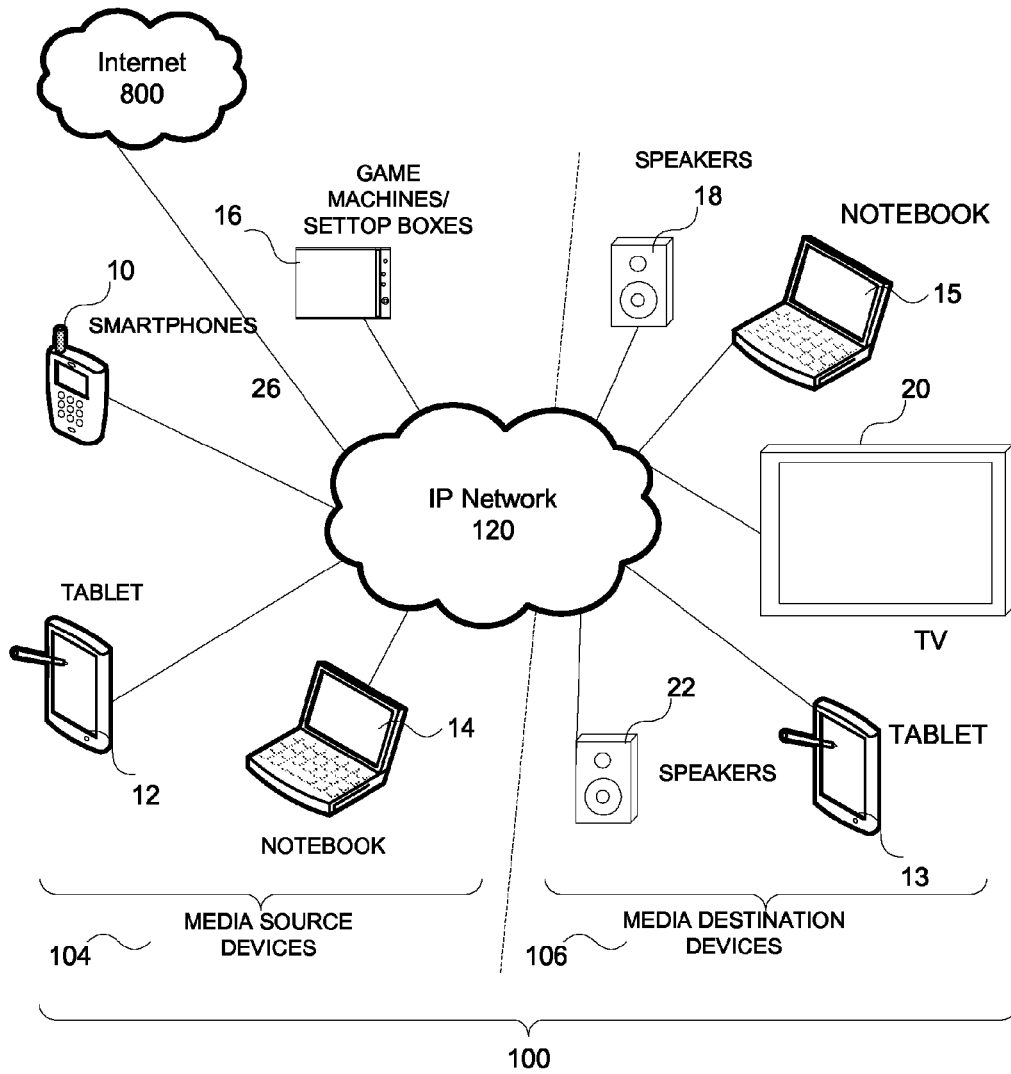 Internet
800
SPEAKERS
18
GAME
MACHINES/
SETTOP BOXES
16
NOTEBOOK
15
10
SMARTPHONES
26
20
IP Network
120
TABLET
TV
22
14
TABLET
SPEAKERS
12
NOTEBOOK
13
MEDIA SOURCE
DEVICES
104
MEDIA DESTINATION
DEVICES
106
100